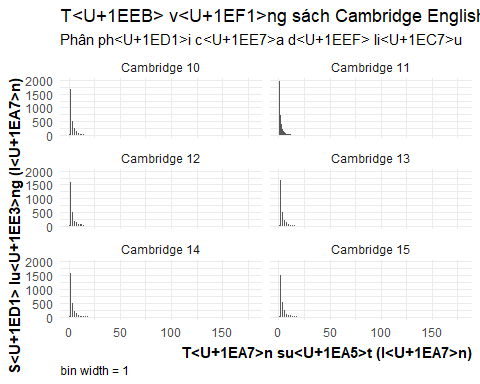 T<U+1EEB> v<U+1EF1>ng sách Cambridge English
Phân ph<U+1ED1>i c<U+1EE7>a d<U+1EEF> li<U+1EC7>u
Cambridge 10 Cambridge 11
2000
1500
1000
500
0
Cambridge 12 Cambridge 13
2000
1500
1000
500
0
Cambridge 14 Cambridge 15
2000
1500
1000
500
0
0 50 100 150 0 50 100 150
S<U+1ED1> lu<U+1EE3>ng (l<U+1EA7>n)
T<U+1EA7>n su<U+1EA5>t (l<U+1EA7>n)
bin width = 1